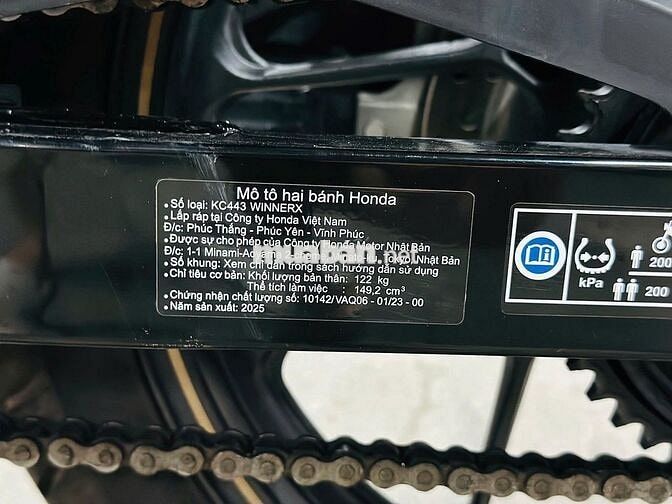 Mô tô hai bánh Honda
• Số loại: KC443 WINNERX
• Lắp ráp tại Công ty Honda Việt Nam
Đ/c: Phúc Thắng - Phúc Yên - Vĩnh Phúc
• Được sự cho phép của Công ty Honda Motor Nhật Bản
Đ/c: 1-1 Minami-Aoyama, Tokyo, Nhật Bản
• Xem chỉ dẫn trong sách hướng dẫn sử dụng
• Chỉ tiêu cơ bản: Khối lượng bản thân: 122 kg
Thể tích làm việc: 149,2 cm³
• Chứng nhận chất lượng số: 10142/VAQ06 - 01/23 - 00
• Năm sản xuất: 2025
kPa
200
200